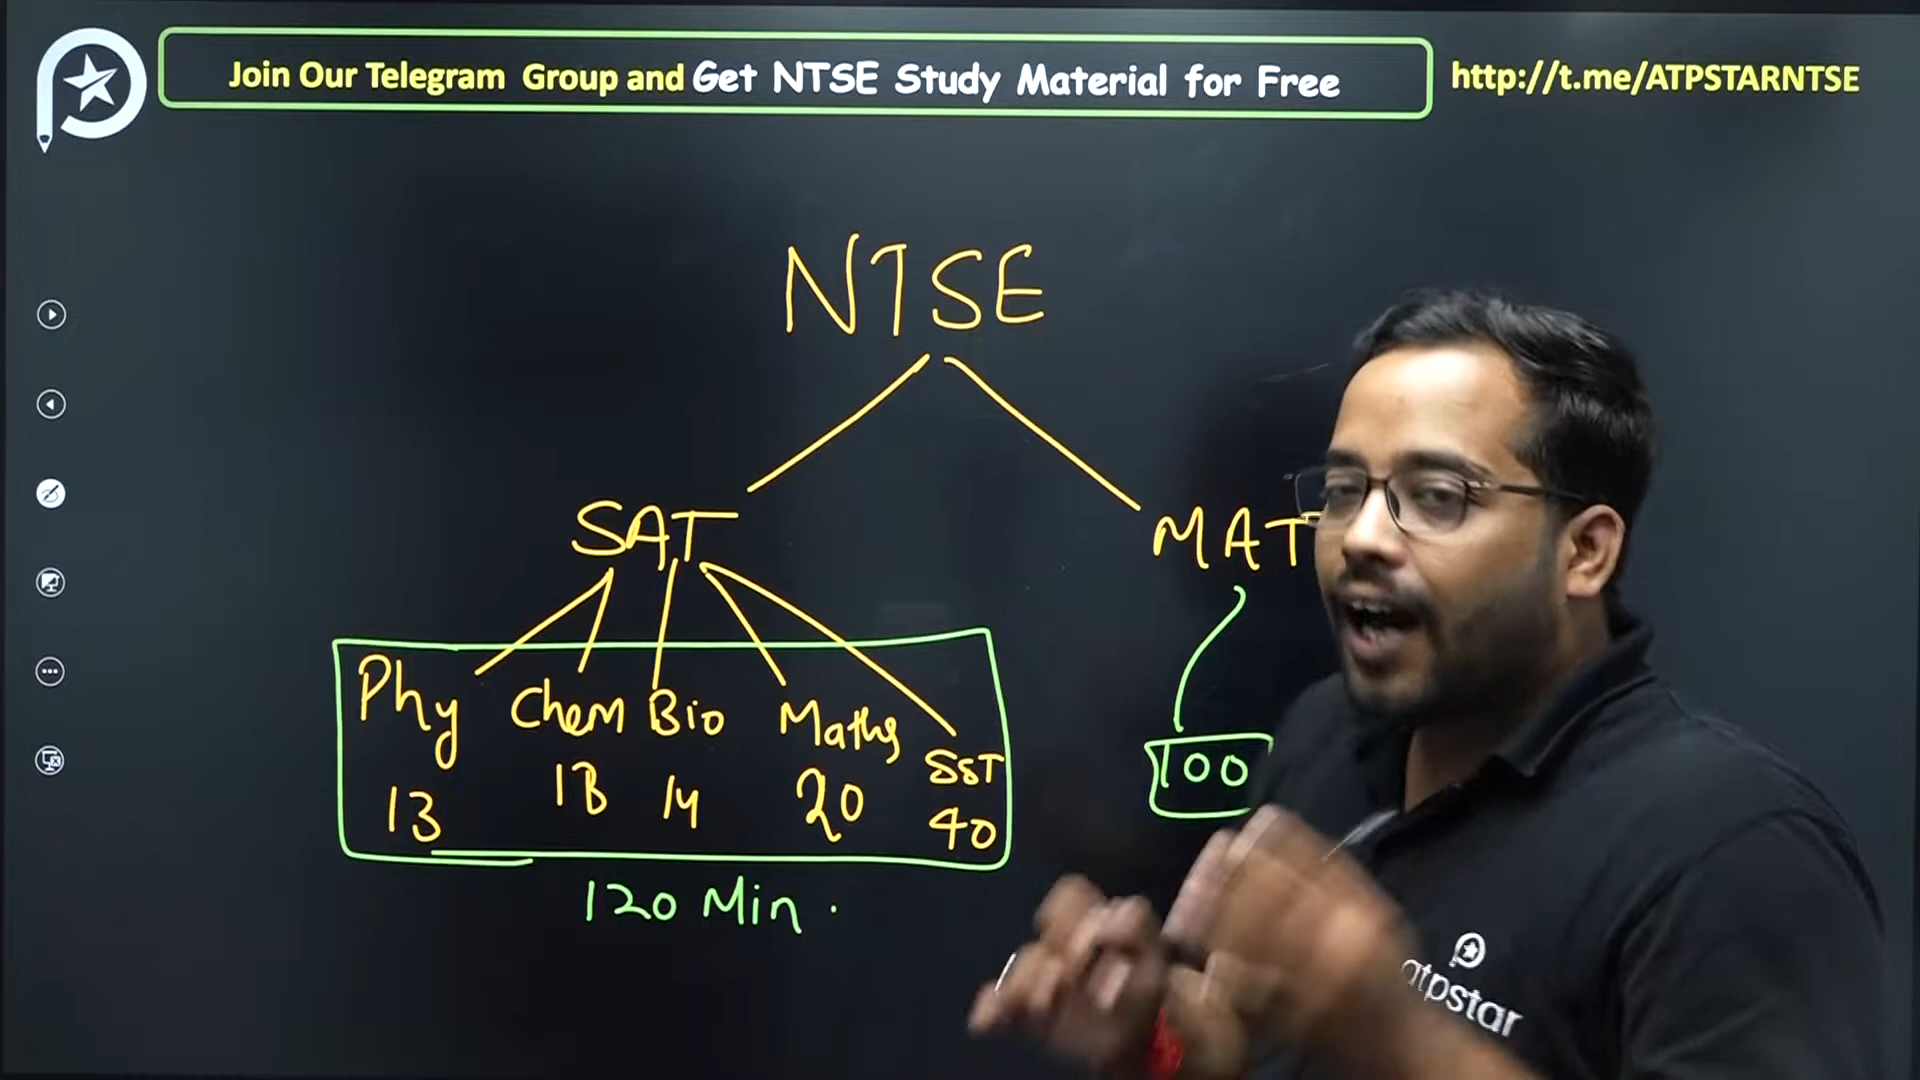 Join Our Telegram Group and Get NTSE Study Material for Free
http://t.me/ATPSTARNTSE
NTSE
SAT
MAT
Phy Chem Bio Maths SST
13 13 14 20 40
100
120 Min.
atpstar